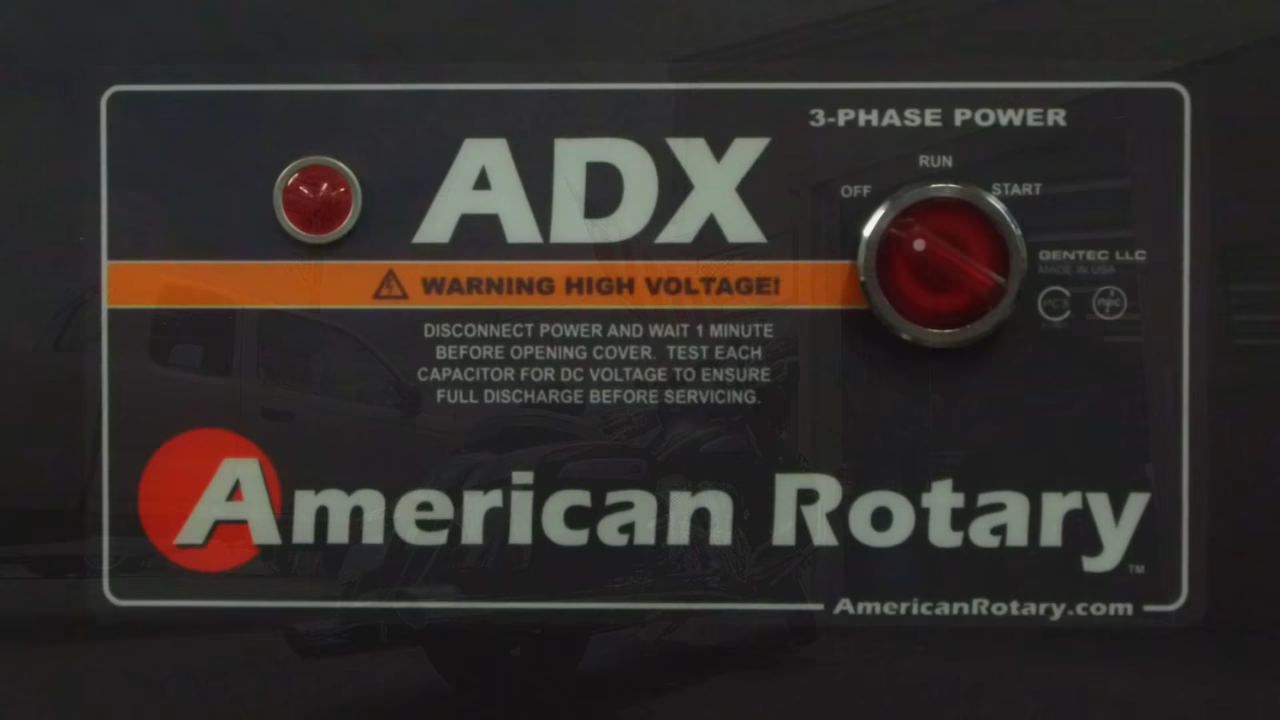 3-PHASE POWER
RUN
OFF
START
ADX
GENTEC LLC
MADE IN USA
WARNING HIGH VOLTAGE!
PCS
DISCONNECT POWER AND WAIT 1 MINUTE
BEFORE OPENING COVER. TEST EACH
CAPACITOR FOR DC VOLTAGE TO ENSURE
FULL DISCHARGE BEFORE SERVICING.
American Rotary
TM
AmericanRotary.com